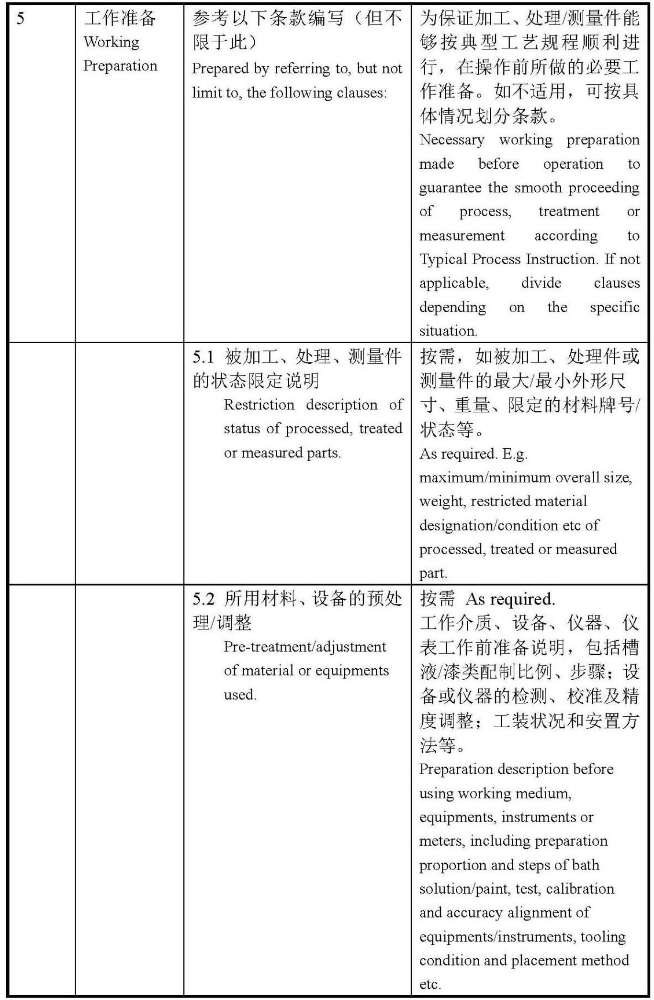 5
工作准备
Working
Preparation
参考以下条款编写（但不
限于此）
Prepared by referring to, but not
limit to, the following clauses:
为保证加工、处理/测量件能
够按典型工艺规程顺利进
行，在操作前所做的必要工
作准备。如不适用，可按具
体情况划分条款。
Necessary working preparation
made before operation to
guarantee the smooth proceeding
of process, treatment or
measurement according to
Typical Process Instruction. If not
applicable, divide clauses
depending on the specific
situation.
5.1 被加工、处理、测量件
的状态限定说明
Restriction description of
status of processed, treated
or measured parts.
按需，如被加工、处理件或
测量件的最大/最小外形尺
寸、重量、限定的材料牌号/
状态等。
As required. E.g.
maximum/minimum overall size,
weight, restricted material
designation/condition etc of
processed, treated or measured
part.
5.2 所用材料、设备的预处
理/调整
Pre-treatment/adjustment
of material or equipments
used.
按需 As required.
工作介质、设备、仪器、仪
表工作前准备说明，包括槽
液/漆类配制比例、步骤；设
备或仪器的检测、校准及精
度调整；工装状况和安置方
法等。
Preparation description before
using working medium,
equipments, instruments or
meters, including preparation
proportion and steps of bath
solution/paint, test, calibration
and accuracy alignment of
equipments/instruments, tooling
condition and placement method
etc.